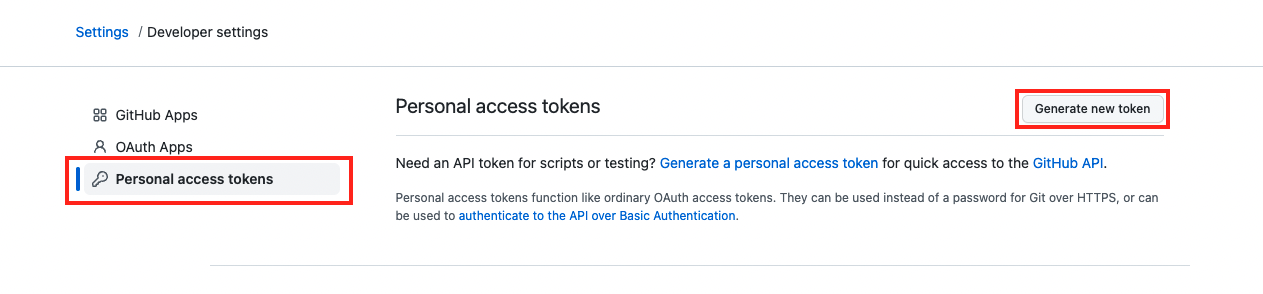 Settings / Developer settings
GitHub Apps
OAuth Apps
Personal access tokens
Personal access tokens
Generate new token
Need an API token for scripts or testing? Generate a personal access token for quick access to the GitHub API.
Personal access tokens function like ordinary OAuth access tokens. They can be used instead of a password for Git over HTTPS, or can
be used to authenticate to the API over Basic Authentication.